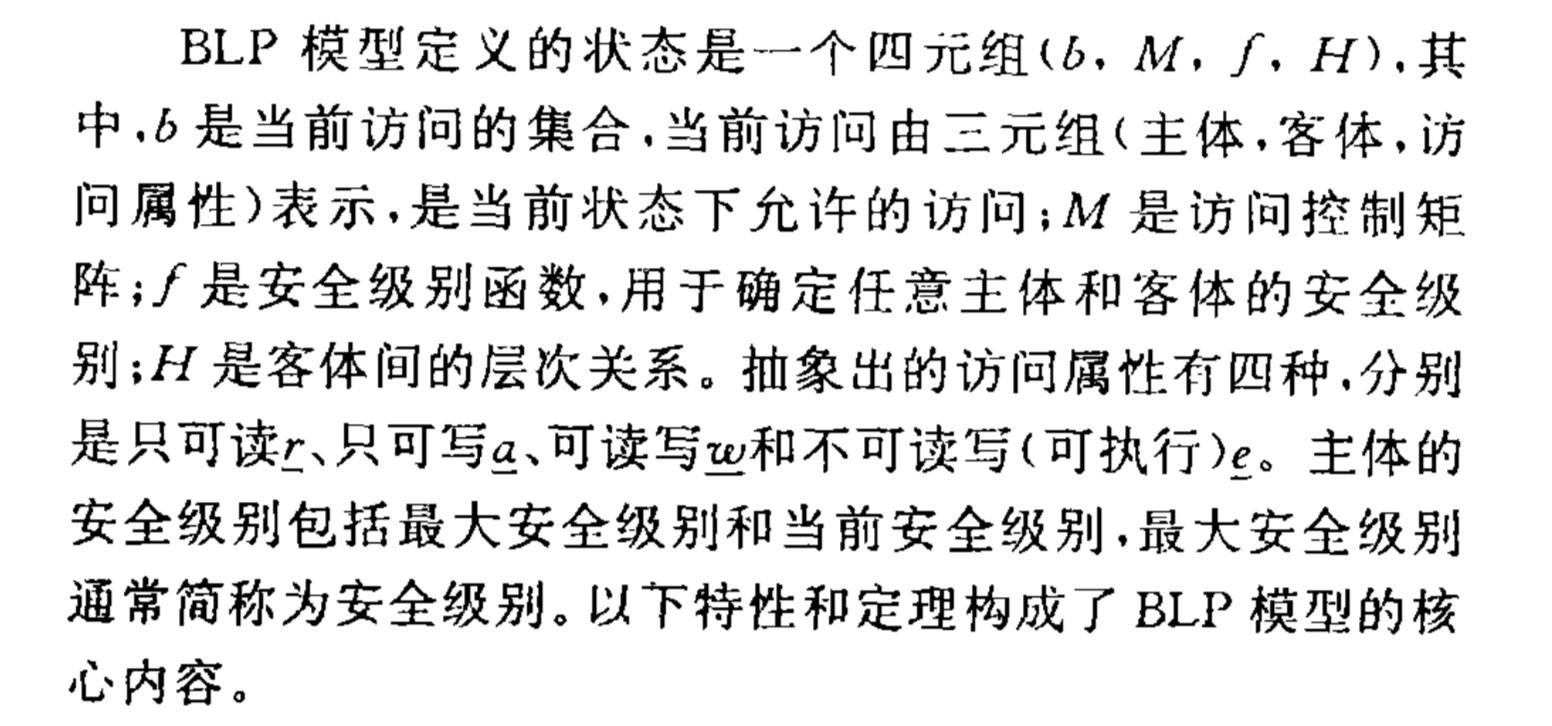 BLP 模型定义的状态是一个四元组(b, M, f, H),其
中,b 是当前访问的集合,当前访问由三元组(主体,客体,访
问属性)表示,是当前状态下允许的访问;M 是访问控制矩
阵;f 是安全级别函数,用于确定任意主体和客体的安全级
别;H 是客体间的层次关系。抽象出的访问属性有四种,分别
是只可读r、只可写a、可读写w和不可读写(可执行)e。主体的
安全级别包括最大安全级别和当前安全级别,最大安全级别
通常简称为安全级别。以下特性和定理构成了 BLP 模型的核
心内容。